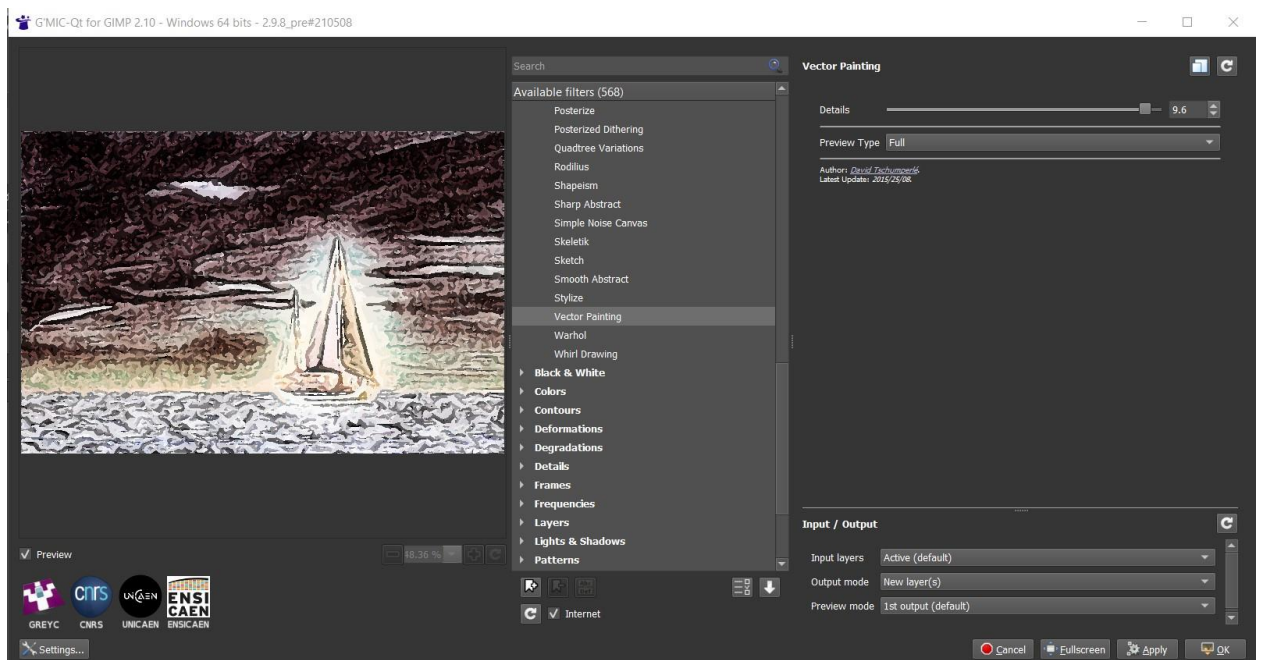 G'MIC-Qt for GIMP 2.10 - Windows 64 bits - 2.9.8_pre#210508
Search
Available filters (568)
Posterize
Posterized Dithering
Quadtree Variations
Rodilius
Shapeism
Sharp Abstract
Simple Noise Canvas
Skeletik
Sketch
Smooth Abstract
Stylize
Vector Painting
Warhol
Whirl Drawing
Black & White
Colors
Contours
Deformations
Degradations
Details
Frames
Frequencies
Layers
Lights & Shadows
Patterns
Internet
Preview
48.36 %
cnrs
UNICAEN
ENSI
CAEN
GREYC CNRS UNICAEN ENSICAEN
Settings...
Vector Painting
Details 9.6
Preview Type Full
Author: David Tschumperlé.
Latest Update: 2015/25/08.
Input / Output
Input layers Active (default)
Output mode New layer(s)
Preview mode 1st output (default)
Cancel Fullscreen Apply OK